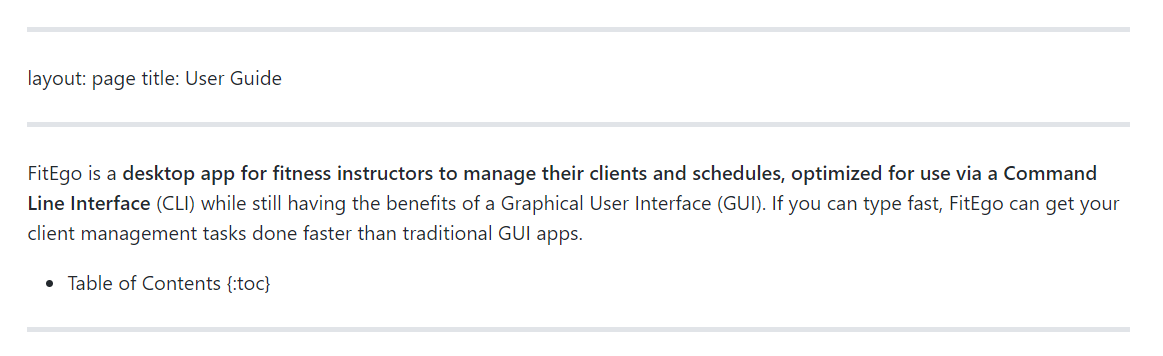 layout: page title: User Guide
FitEgo is a desktop app for fitness instructors to manage their clients and schedules, optimized for use via a Command
Line Interface (CLI) while still having the benefits of a Graphical User Interface (GUI). If you can type fast, FitEgo can get your
client management tasks done faster than traditional GUI apps.
• Table of Contents {:toc}